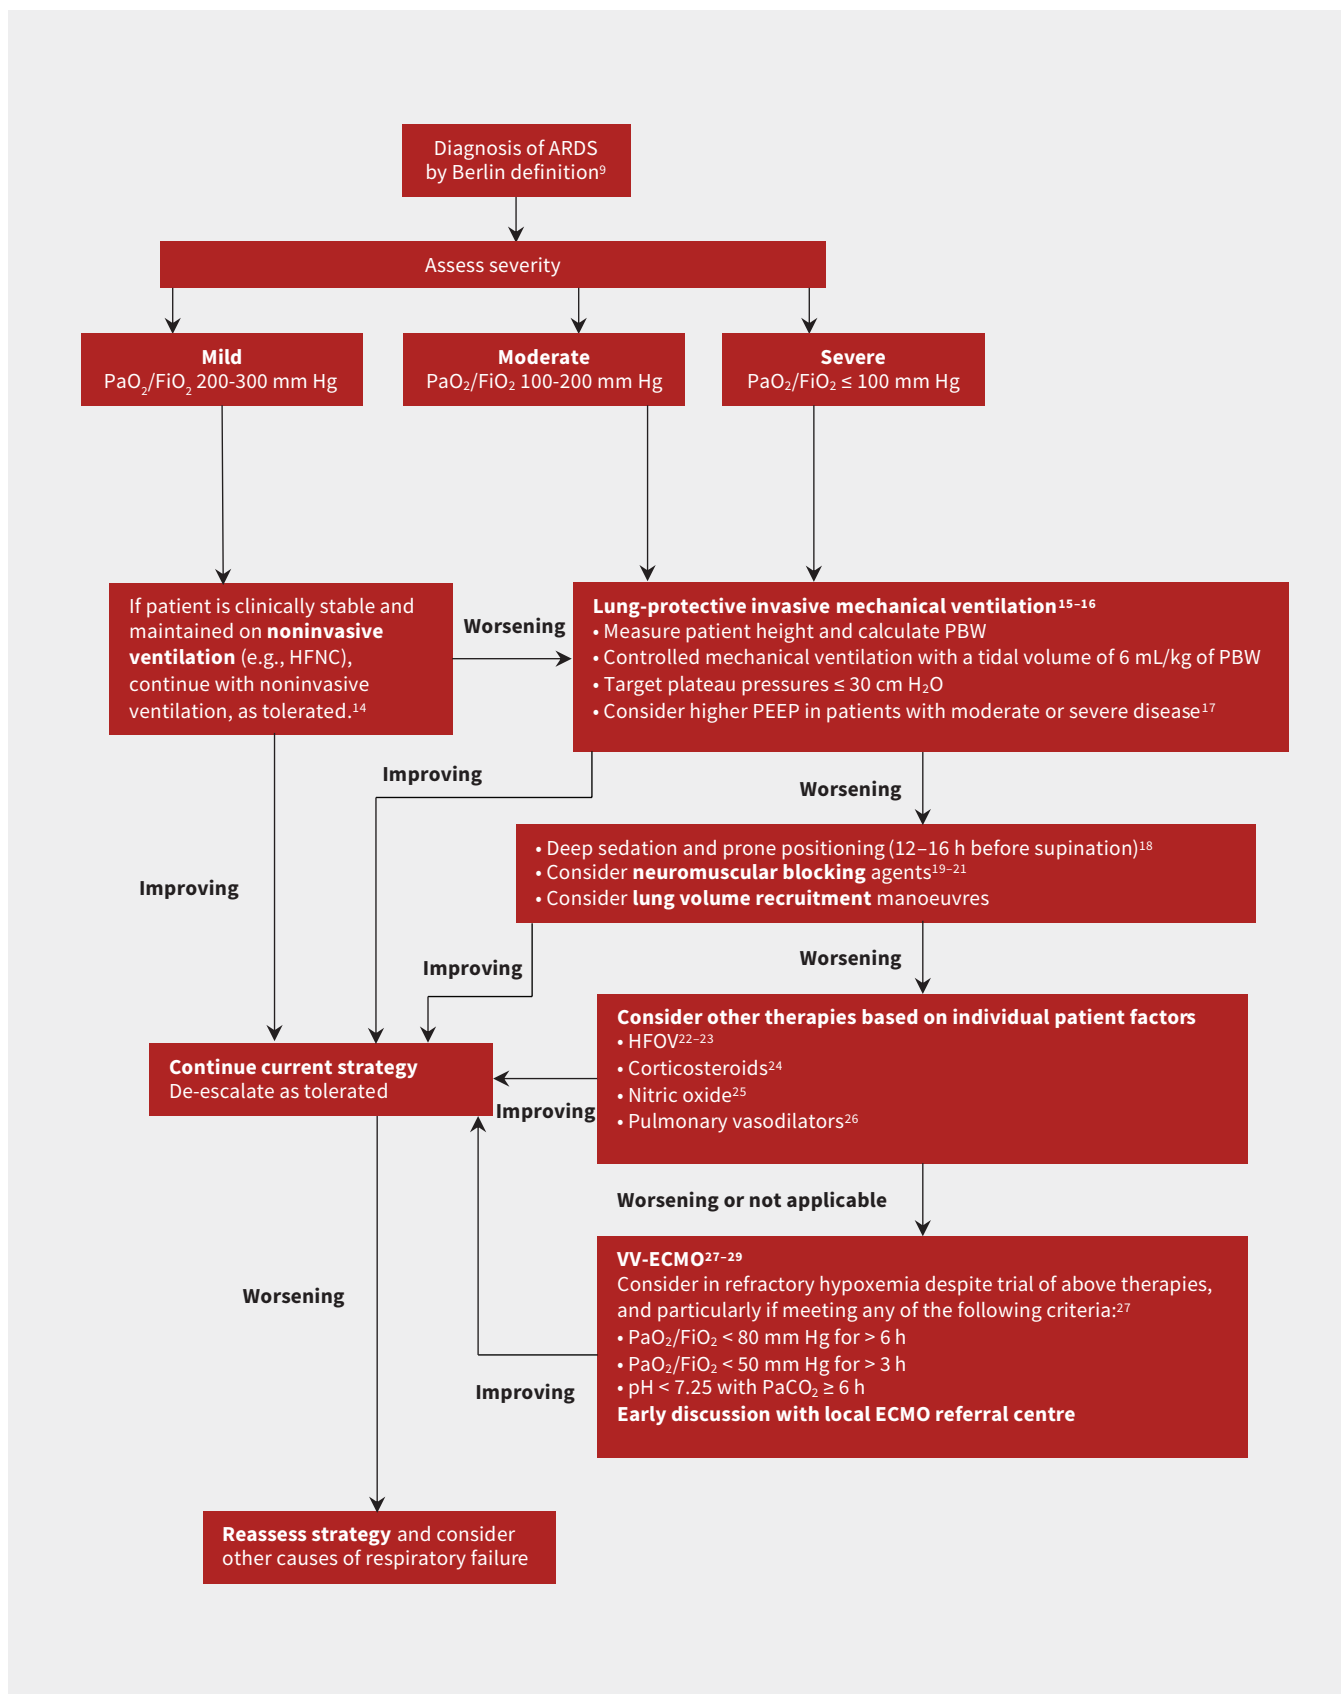 Diagnosis of ARDS
by Berlin definition⁹
Assess severity
Mild
PaO₂/FiO₂ 200-300 mm Hg
Moderate
PaO₂/FiO₂ 100-200 mm Hg
Severe
PaO₂/FiO₂ ≤ 100 mm Hg
If patient is clinically stable and
maintained on noninvasive
ventilation (e.g., HFNC),
continue with noninvasive
ventilation, as tolerated.¹⁴
Worsening
Lung-protective invasive mechanical ventilation¹⁵⁻¹⁶
• Measure patient height and calculate PBW
• Controlled mechanical ventilation with a tidal volume of 6 mL/kg of PBW
• Target plateau pressures ≤ 30 cm H₂O
• Consider higher PEEP in patients with moderate or severe disease¹⁷
Improving
Worsening
• Deep sedation and prone positioning (12–16 h before supination)¹⁸
• Consider neuromuscular blocking agents¹⁹⁻²¹
• Consider lung volume recruitment manoeuvres
Improving
Improving
Worsening
Consider other therapies based on individual patient factors
• HFOV²²⁻²³
• Corticosteroids²⁴
• Nitric oxide²⁵
• Pulmonary vasodilators²⁶
Continue current strategy
De-escalate as tolerated
Improving
Worsening or not applicable
VV-ECMO²⁷⁻²⁹
Consider in refractory hypoxemia despite trial of above therapies,
and particularly if meeting any of the following criteria:²⁷
• PaO₂/FiO₂ < 80 mm Hg for > 6 h
• PaO₂/FiO₂ < 50 mm Hg for > 3 h
• pH < 7.25 with PaCO₂ ≥ 6 h
Early discussion with local ECMO referral centre
Worsening
Improving
Reassess strategy and consider
other causes of respiratory failure